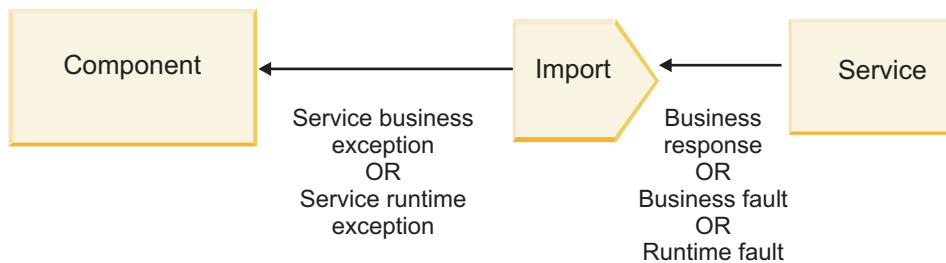 Component
Import
Service
Service business
exception
OR
Service runtime
exception
Business
response
OR
Business fault
OR
Runtime fault